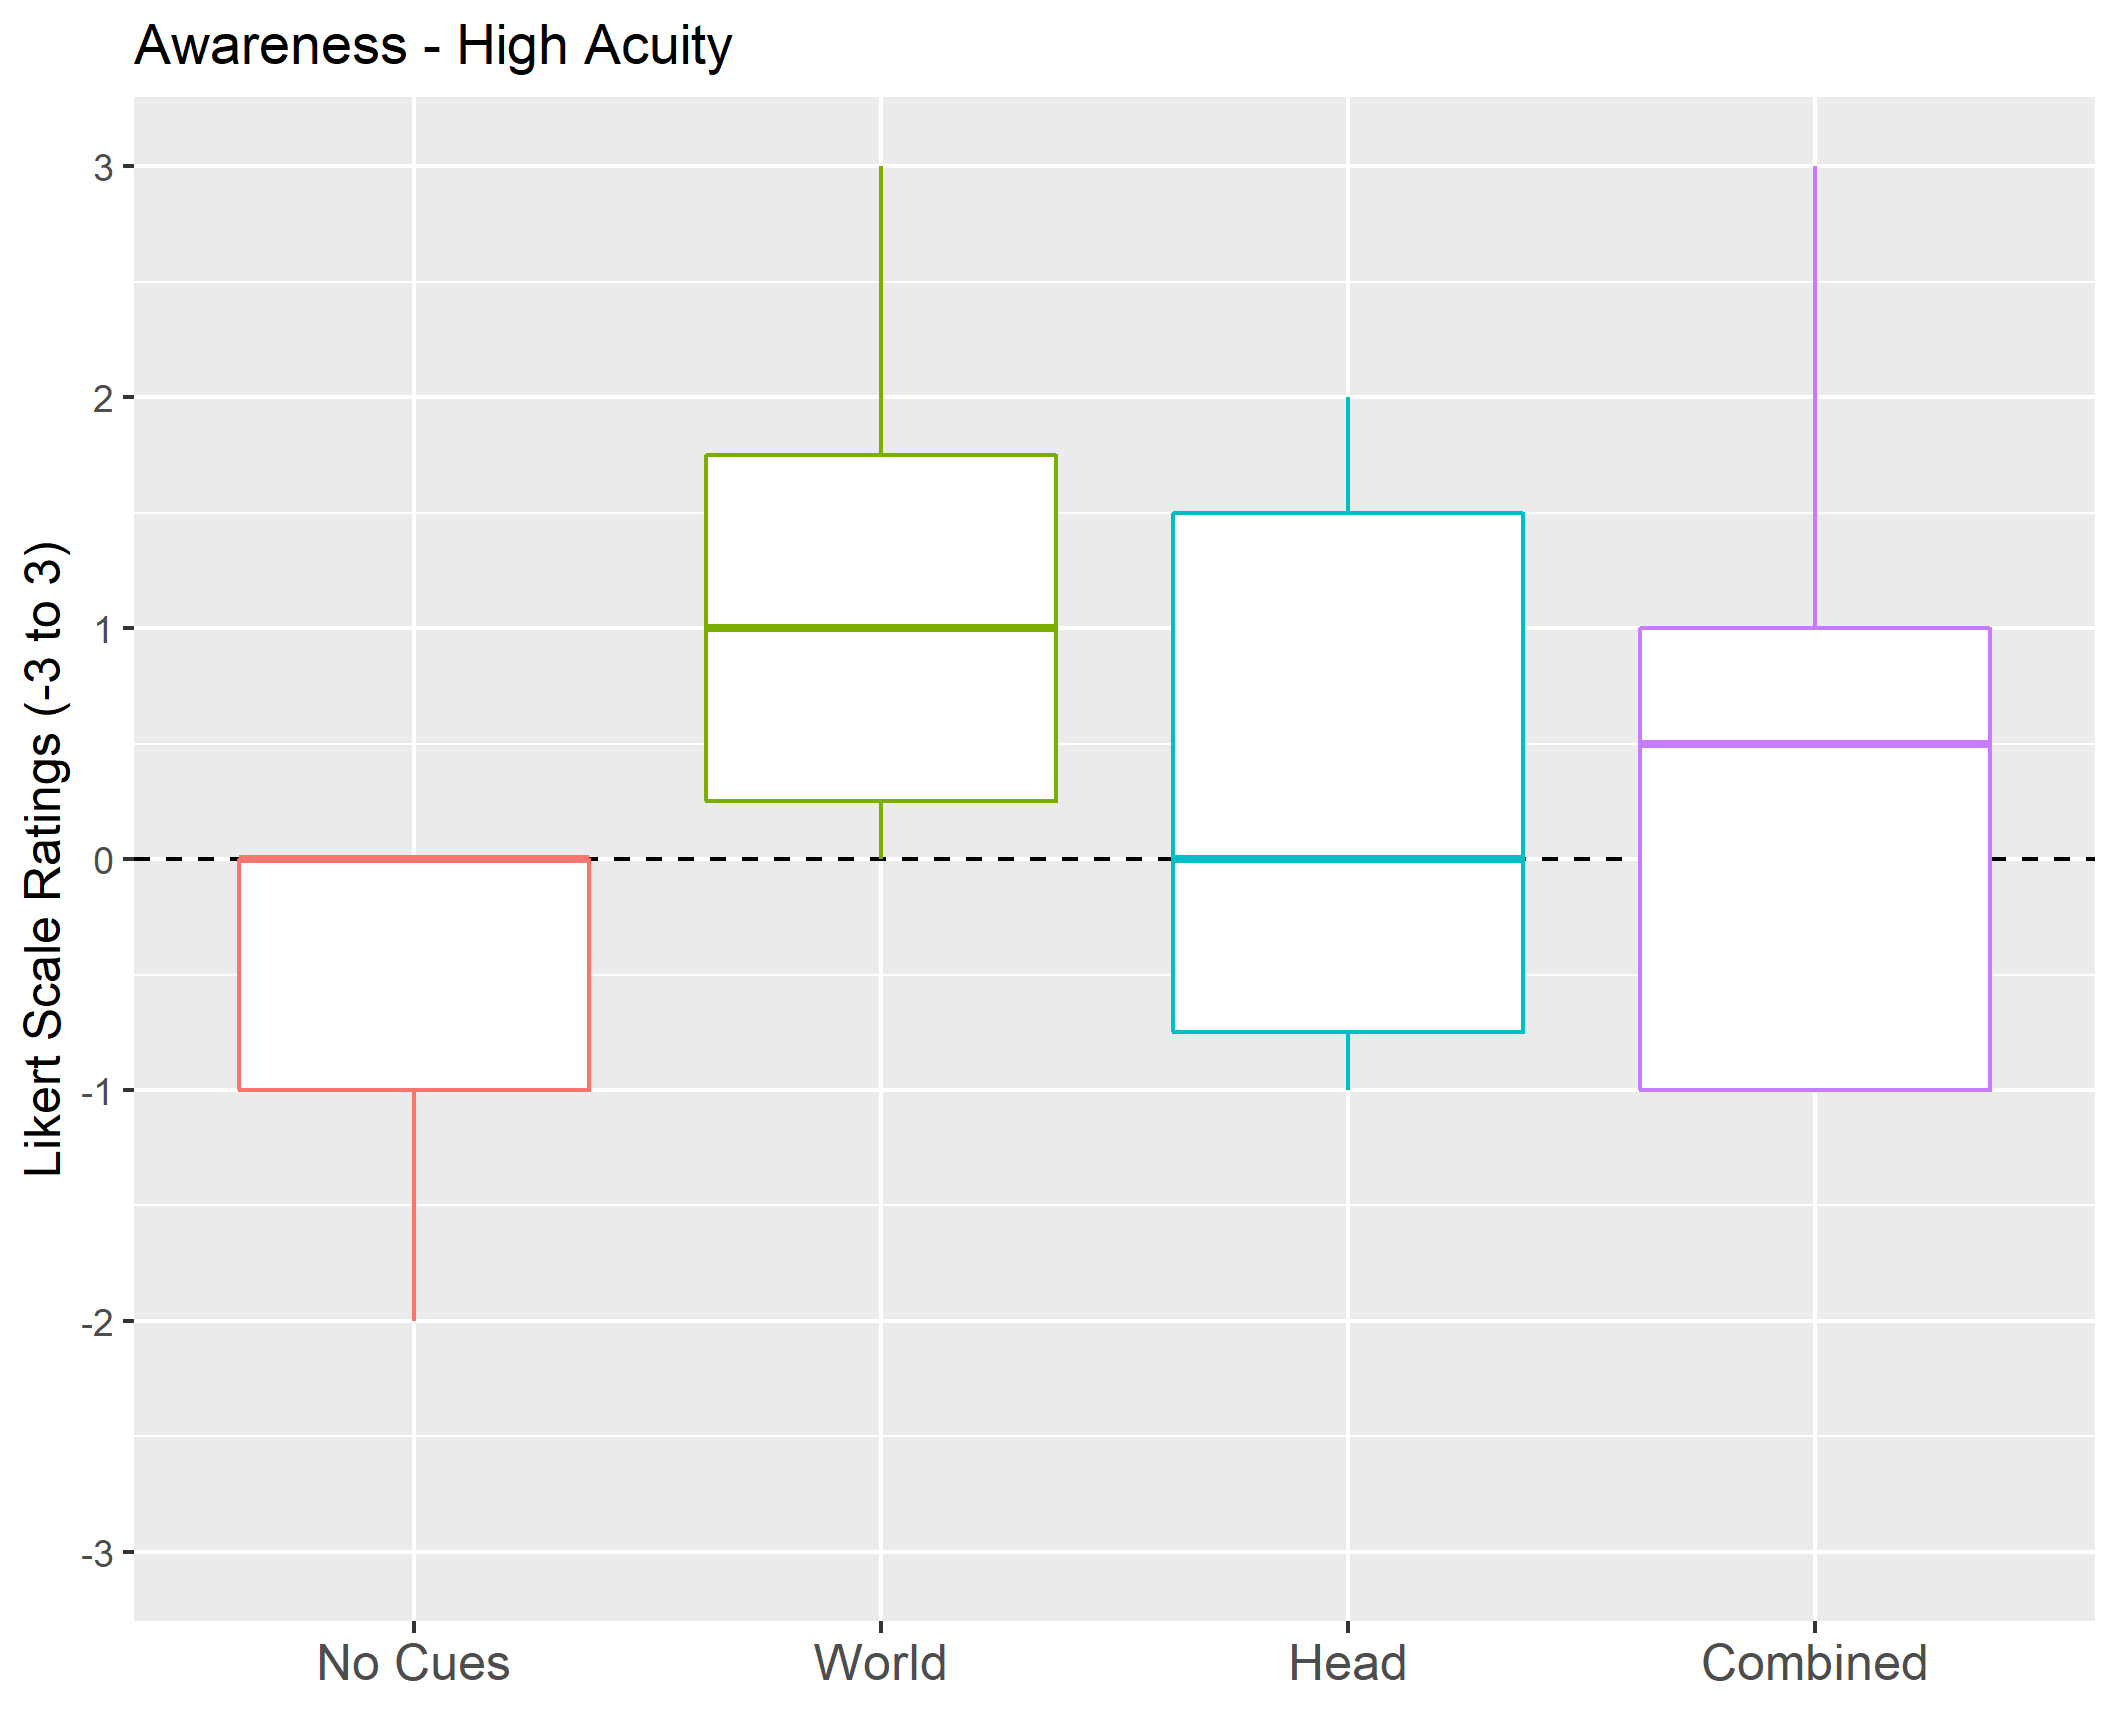 Awareness - High Acuity
Likert Scale Ratings (-3 to 3)
3
2
1
0
-1
-2
-3
No Cues
World
Head
Combined